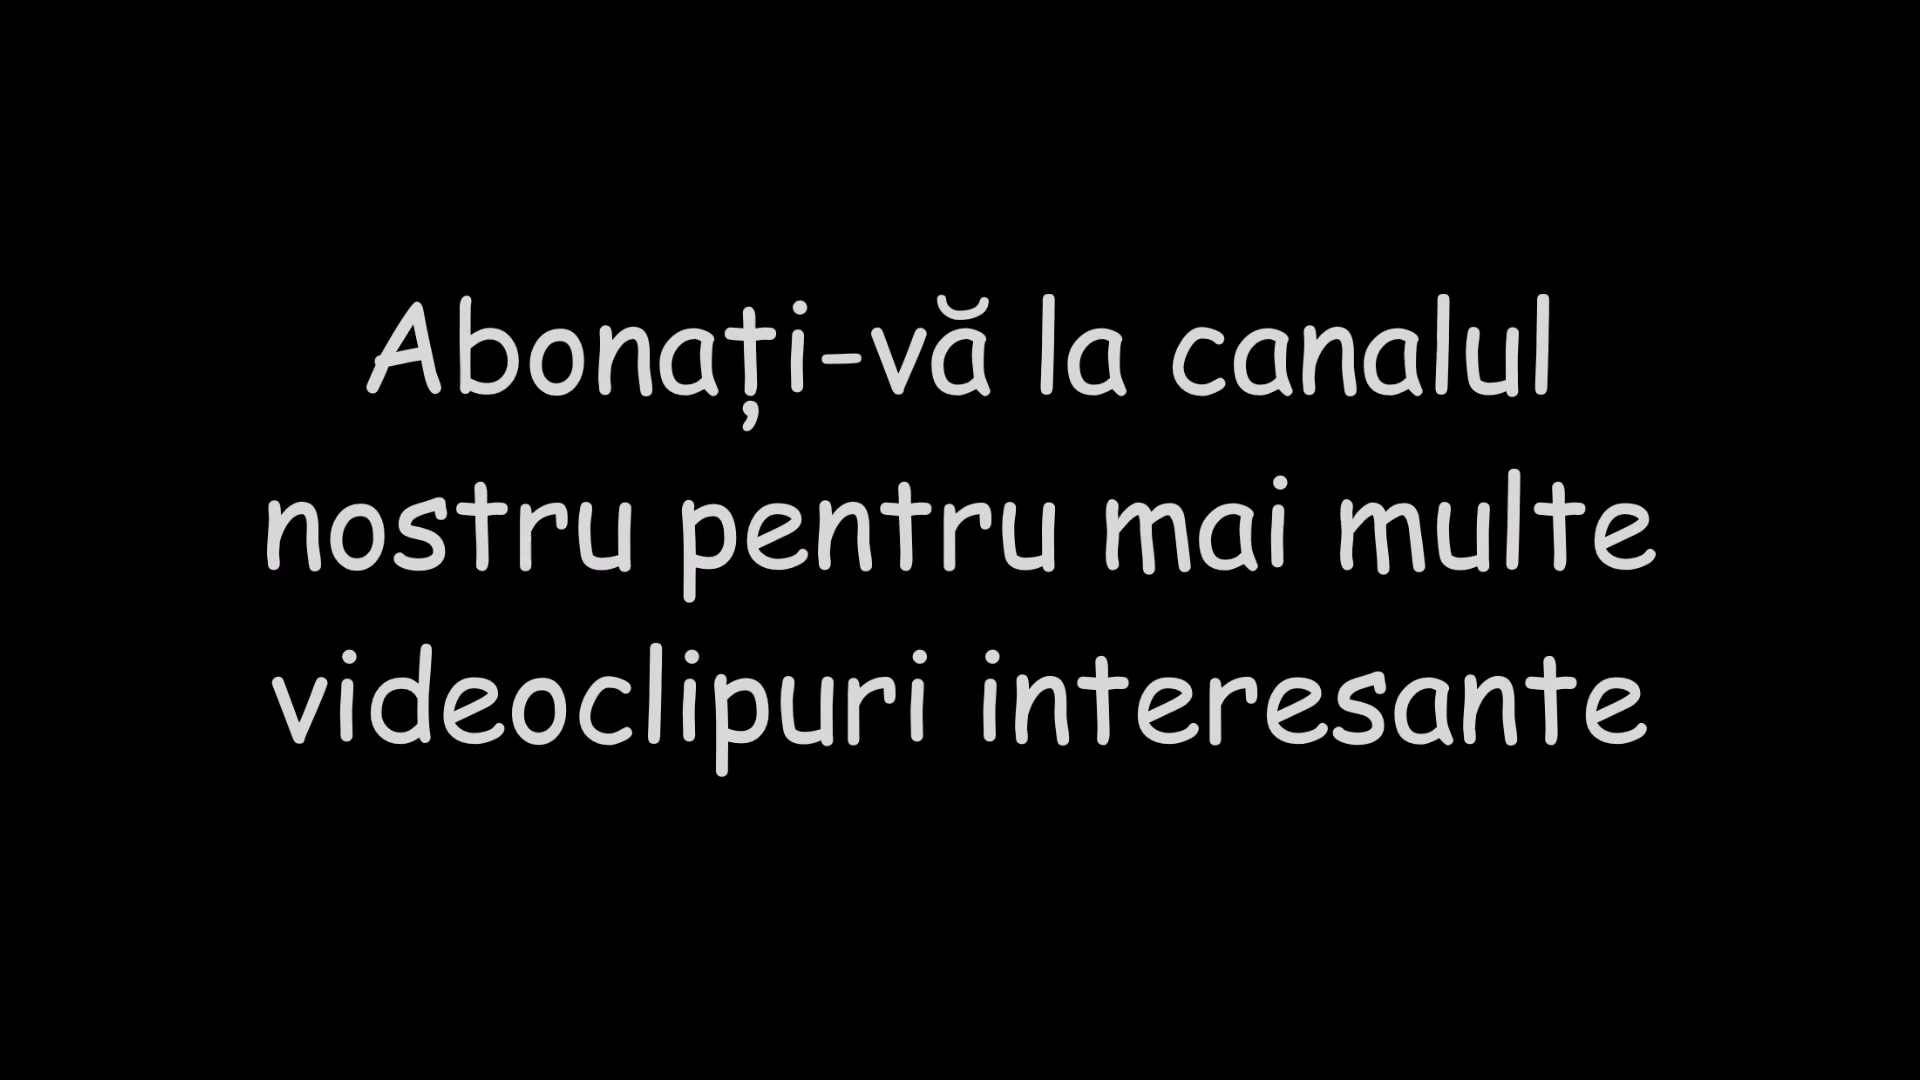 Abonați-vă la canalul
nostru pentru mai multe
videoclipuri interesante